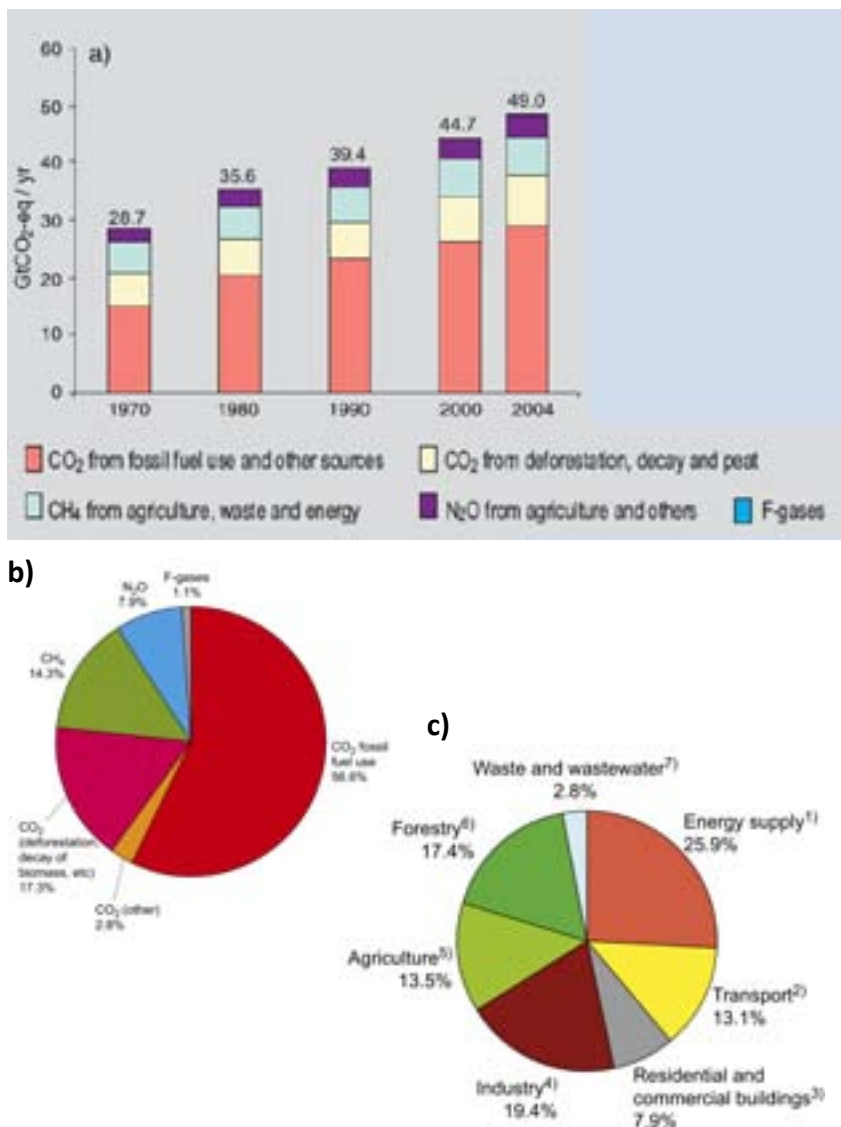 a)
60
50
40
30
20
10
0
GtCO₂-eq / yr
28.7
35.6
39.4
44.7
49.0
1970
1980
1990
2000
2004
CO₂ from fossil fuel use and other sources
CO₂ from deforestation, decay and peat
CH₄ from agriculture, waste and energy
N₂O from agriculture and others
F-gases
b)
F-gases
1.1%
N₂O
7.9%
CH₄
14.3%
CO₂ fossil
fuel use
56.6%
CO₂
(deforestation,
decay of
biomass, etc)
17.3%
CO₂ (other)
2.8%
c)
Waste and wastewater⁷⁾
2.8%
Forestry⁶⁾
17.4%
Energy supply¹⁾
25.9%
Agriculture⁵⁾
13.5%
Transport²⁾
13.1%
Industry⁴⁾
19.4%
Residential and
commercial buildings³⁾
7.9%